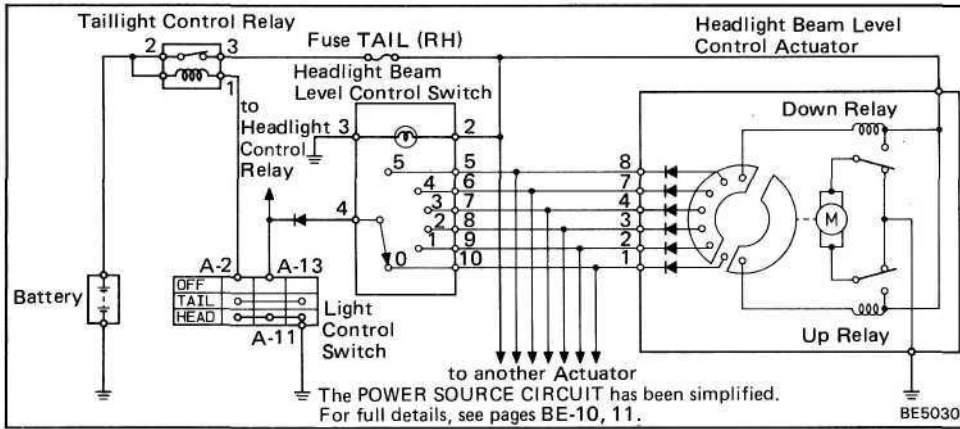 Taillight Control Relay
2
3
1
Fuse TAIL (RH)
Headlight Beam
Level Control Switch
Headlight Beam Level
Control Actuator
to
Headlight
Control
Relay
3
2
5
5
4
6
3
7
2
8
1
9
0
10
4
8
7
4
3
2
1
Down Relay
M
Up Relay
Battery
A-2
A-13
OFF
TAIL
HEAD
A-11
Light
Control
Switch
to another Actuator
The POWER SOURCE CIRCUIT has been simplified.
For full details, see pages BE-10, 11.
BE5030